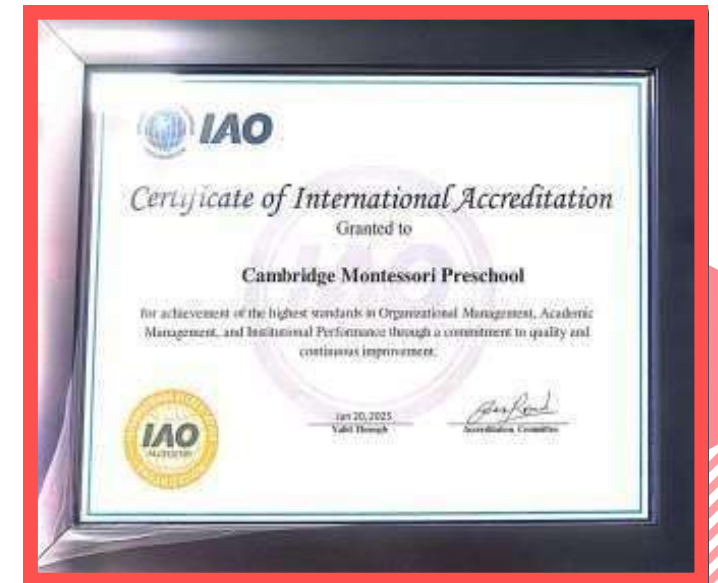 IAO
Certificate of International Accreditation
Granted to
Cambridge Montessori Preschool
for achievement of the highest standards in Organizational Management, Academic
Management, and Institutional Performance through a commitment to quality and
continuous improvement.
Jan 20, 2025
Valid Through
Accreditation Committee
IAO